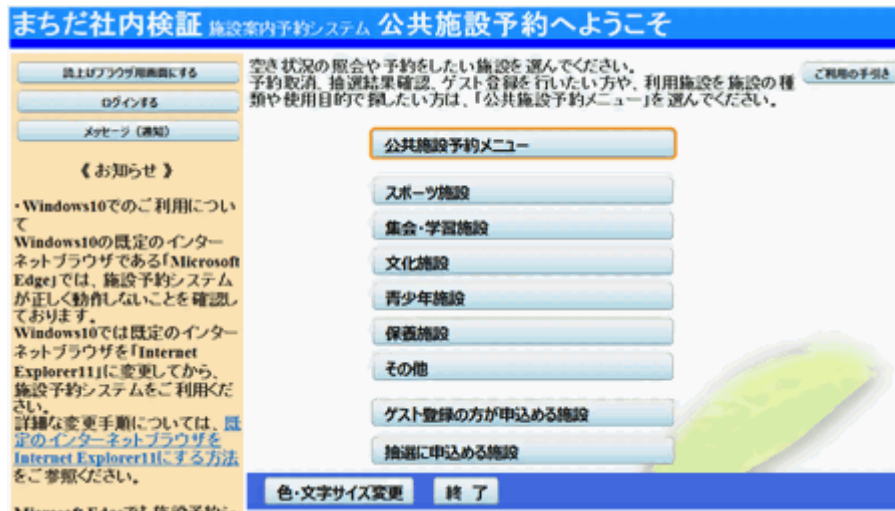 まちだ社内検証 施設案内予約システム 公共施設予約へようこそ
読上げブラウザ用画面にする
ログインする
メッセージ（通知）
《 お知らせ 》
・Windows10でのご利用につい
て
Windows10の既定のインター
ネットブラウザである「Microsoft
Edge」では、施設予約システム
が正しく動作しないことを確認し
ております。
Windows10では既定のインター
ネットブラウザを「Internet
Explorer11」に変更してから、
施設予約システムをご利用くだ
さい。
詳細な変更手順については、既
定のインターネットブラウザを
Internet Explorer11にする方法
をご参照ください。
Microsoft Edgeでも施設予約シ
空き状況の照会や予約をしたい施設を選んでください。
予約取消、抽選結果確認、ゲスト登録を行いたい方や、利用施設を施設の種
類や使用目的で探したい方は、「公共施設予約メニュー」を選んでください。
ご利用の手引き
公共施設予約メニュー
スポーツ施設
集会・学習施設
文化施設
青少年施設
保養施設
その他
ゲスト登録の方が申込める施設
抽選に申込める施設
色・文字サイズ変更
終 了